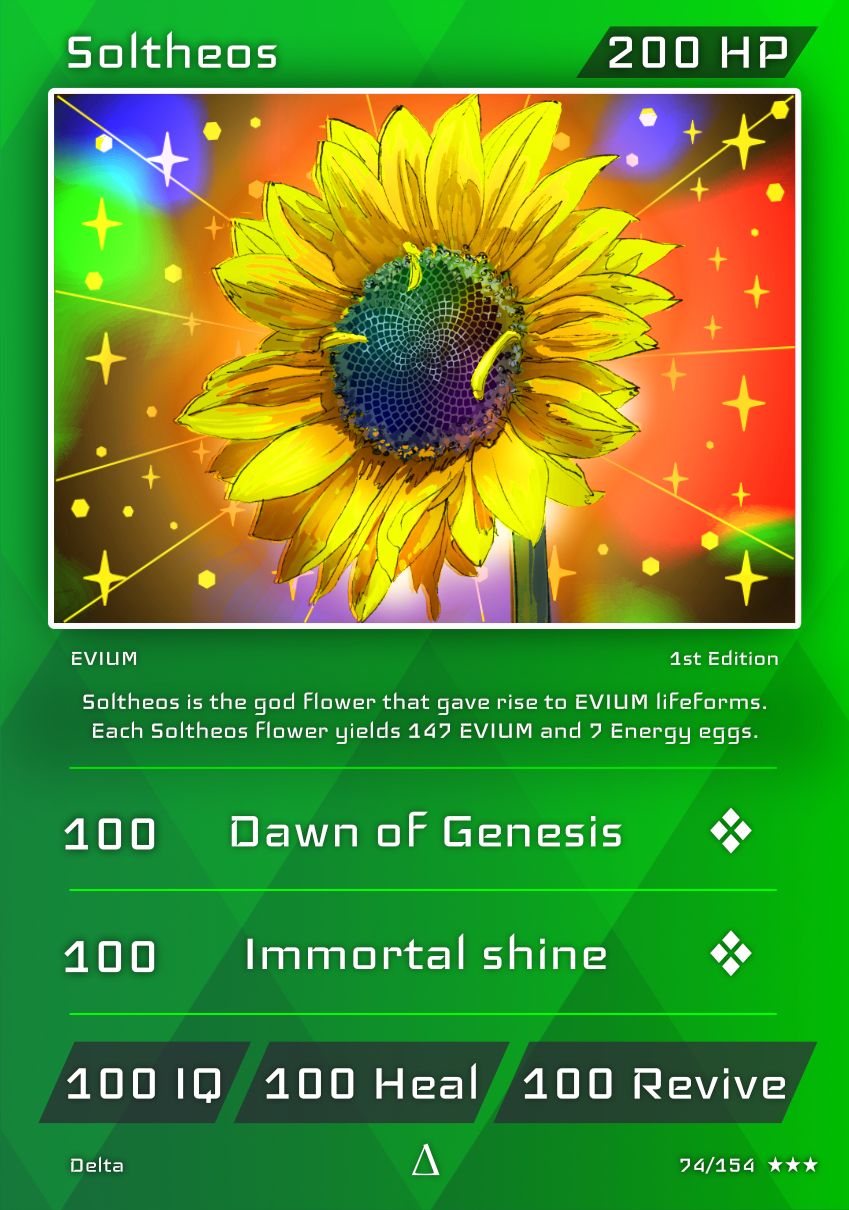 Soltheos
200 HP
EVIUM
1st Edition
Soltheos is the god flower that gave rise to EVIUM lifeforms.
Each Soltheos flower yields 147 EVIUM and 7 Energy eggs.
100 Dawn of Genesis ❖
100 Immortal shine ❖
100 IQ 100 Heal 100 Revive
Delta Δ 74/154 ★★★